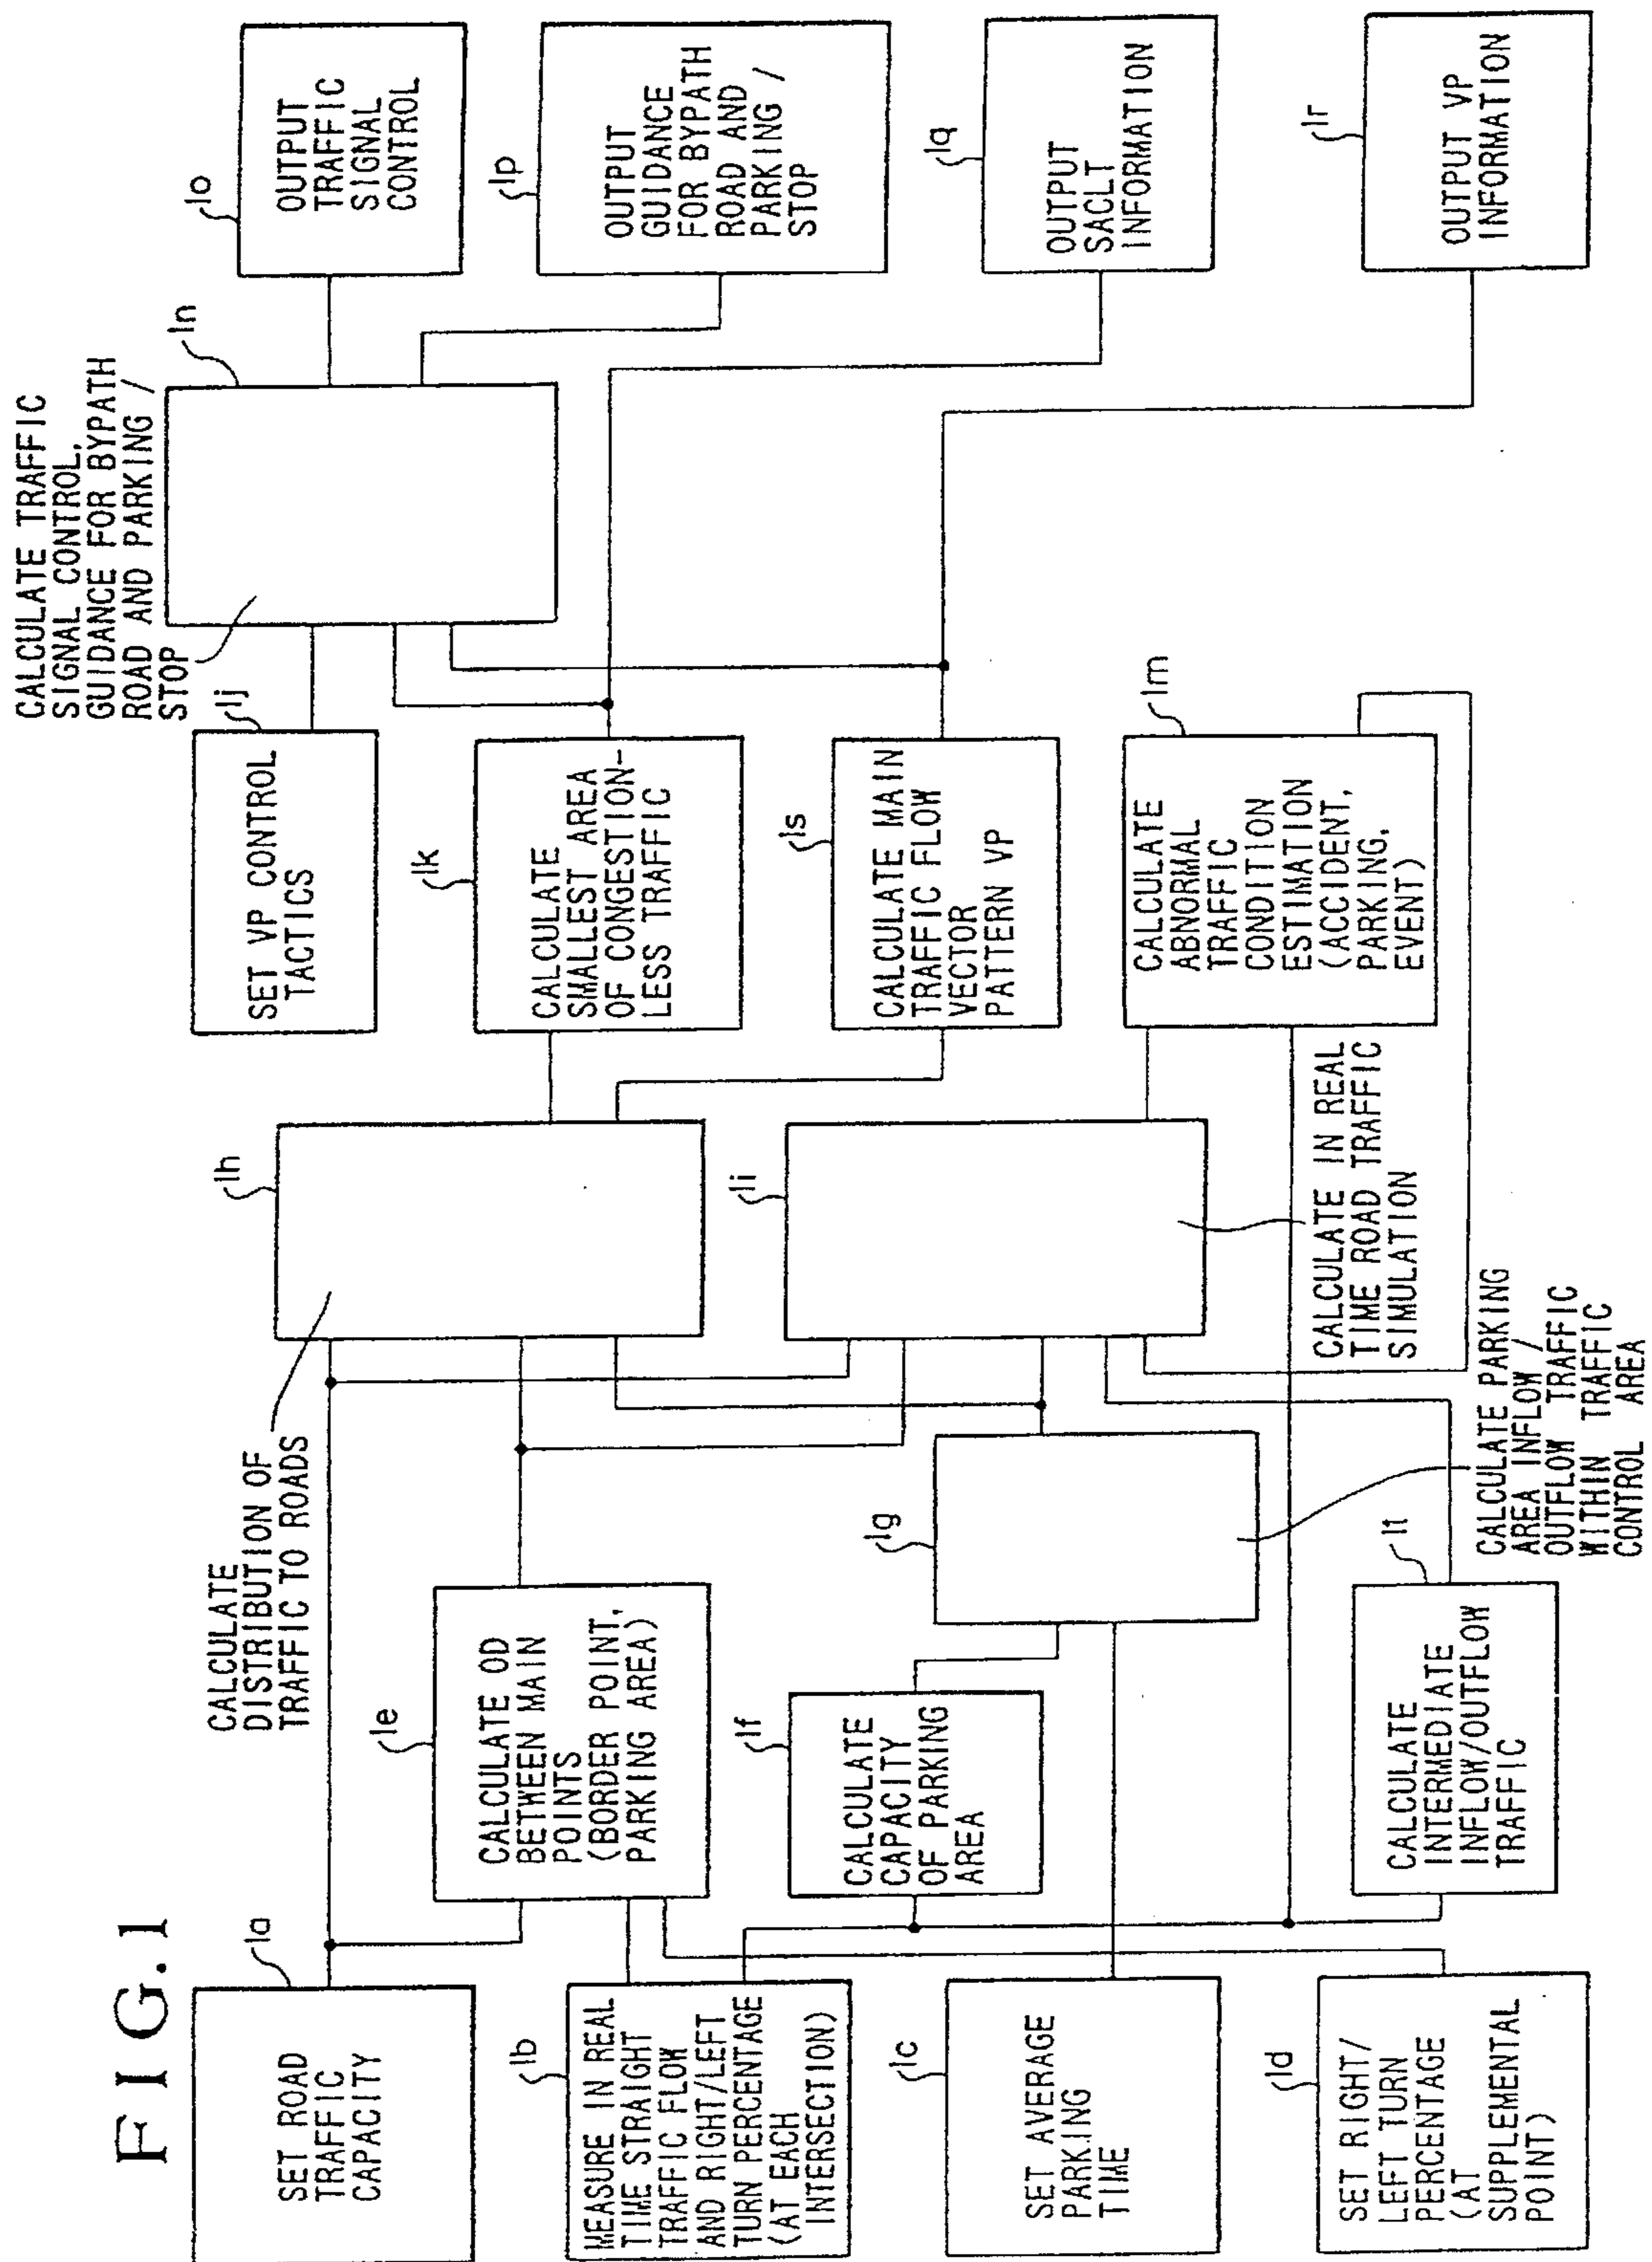 FIG.1
1a
SET ROAD
TRAFFIC
CAPACITY
1b
MEASURE IN REAL
TIME STRAIGHT
TRAFFIC FLOW
AND RIGHT/LEFT
TURN PERCENTAGE
(AT EACH
INTERSECTION)
1c
SET AVERAGE
PARKING
TIME
1d
SET RIGHT/
LEFT TURN
PERCENTAGE
(AT
SUPPLEMENTAL
POINT)
CALCULATE
DISTRIBUTION OF
TRAFFIC TO ROADS
1e
CALCULATE OD
BETWEEN MAIN
POINTS
(BORDER POINT,
PARKING AREA)
1f
CALCULATE
CAPACITY
OF PARKING
AREA
1g
CALCULATE PARKING
AREA INFLOW /
OUTFLOW TRAFFIC
WITHIN TRAFFIC
CONTROL AREA
1t
CALCULATE
INTERMEDIATE
INFLOW/OUTFLOW
TRAFFIC
1h
1i
CALCULATE IN REAL
TIME ROAD TRAFFIC
SIMULATION
1j
SET VP CONTROL
TACTICS
1k
CALCULATE
SMALLEST AREA
OF CONGESTION-
LESS TRAFFIC
1s
CALCULATE MAIN
TRAFFIC FLOW
VECTOR
PATTERN VP
1m
CALCULATE
ABNORMAL
TRAFFIC
CONDITION
ESTIMATION
(ACCIDENT,
PARKING,
EVENT)
CALCULATE TRAFFIC
SIGNAL CONTROL,
GUIDANCE FOR BYPATH
ROAD AND PARKING /
STOP
1n
1o
OUTPUT
TRAFFIC
SIGNAL
CONTROL
1p
OUTPUT
GUIDANCE
FOR BYPATH
ROAD AND
PARKING /
STOP
1q
OUTPUT
SACLT
INFORMATION
1r
OUTPUT VP
INFORMATION